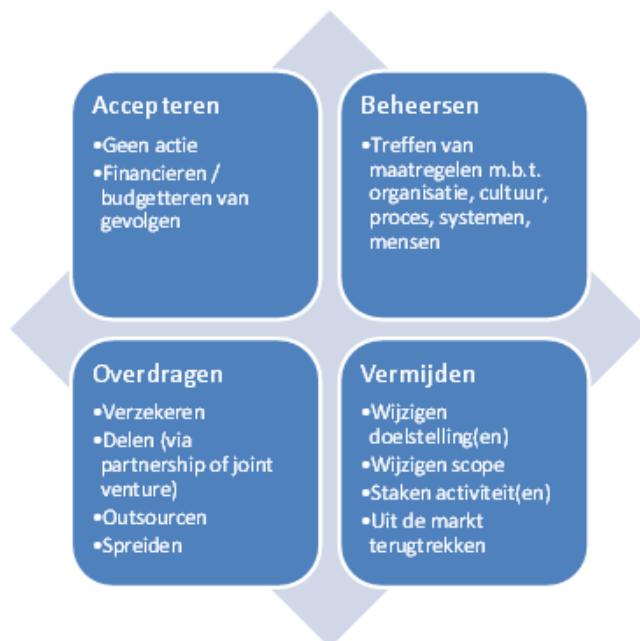 Accepteren
•Geen actie
•Financieren /
budgetteren van
gevolgen
Beheersen
•Treffen van
maatregelen m.b.t.
organisatie, cultuur,
proces, systemen,
mensen
Overdragen
•Verzekeren
•Delen (via
partnership of joint
venture)
•Outsourcen
•Spreiden
Vermijden
•Wijzigen
doelstelling(en)
•Wijzigen scope
•Staken activiteit(en)
•Uit de markt
terugtrekken